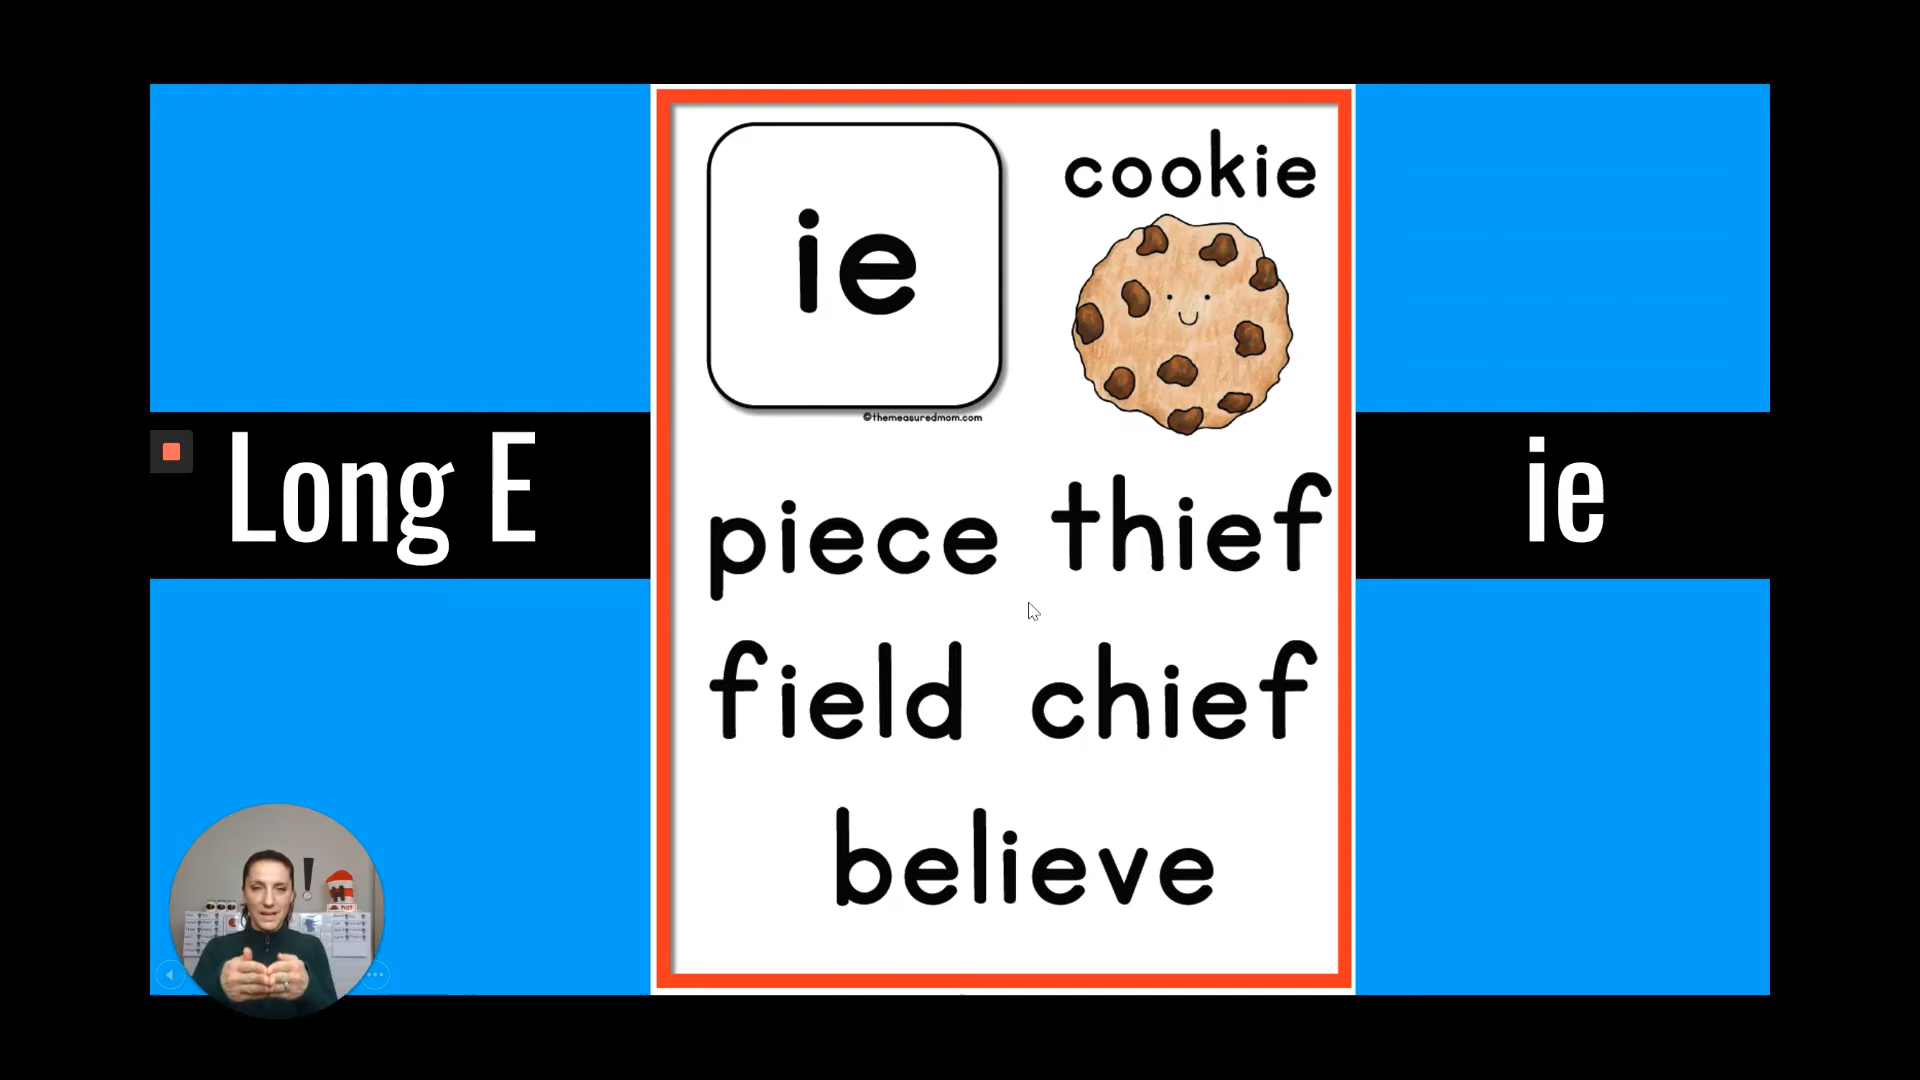 cookie
ie
©themeasuredmom.com
Long E
ie
piece thief
field chief
believe